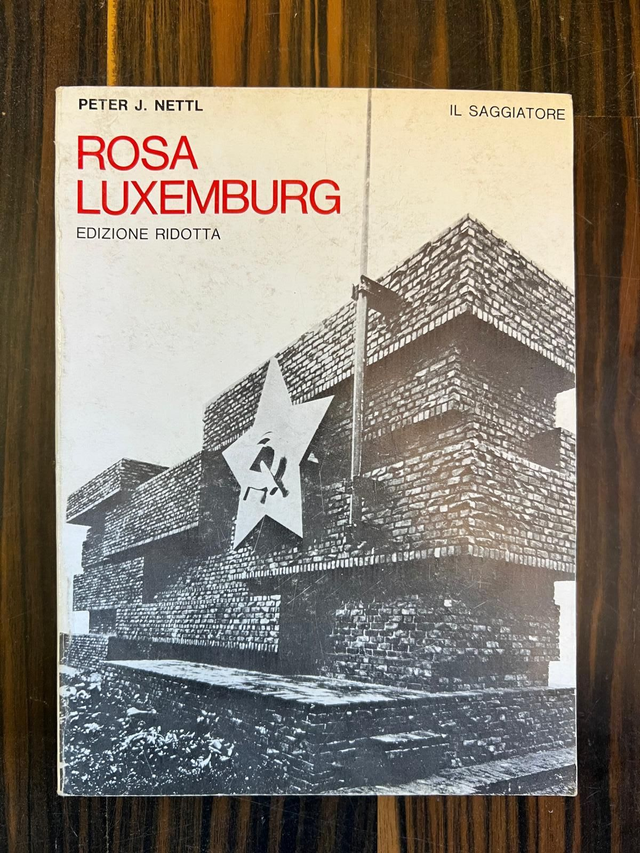 PETER J. NETTL
IL SAGGIATORE
ROSA
LUXEMBURG
EDIZIONE RIDOTTA